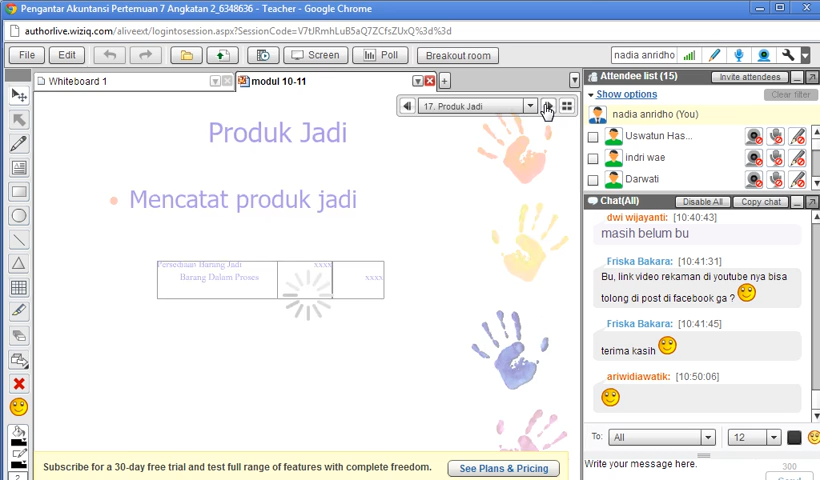 Pengantar Akuntansi Pertemuan 7 Angkatan 2_6348636 - Teacher - Google Chrome
authorlive.wiziq.com/aliveext/logintosession.aspx?SessionCode=V7tJRmhLuB5aQ7ZCfsZUxQ%3d%3d
File Edit Screen Poll Breakout room nadia anridho
Whiteboard 1 modul 10-11
17. Produk Jadi
Produk Jadi
• Mencatat produk jadi
Persediaan Barang Jadi xxxx
Barang Dalam Proses xxxx
Subscribe for a 30-day free trial and test full range of features with complete freedom. See Plans & Pricing
Attendee list (15) Invite attendees
Show options Clear filter
nadia anridho (You)
Uswatun Has...
indri wae
Darwati
Chat(All) Disable All Copy chat
dwi wijayanti: [10:40:43]
masih belum bu
Friska Bakara: [10:41:31]
Bu, link video rekaman di youtube nya bisa
tolong di post di facebook ga ?
Friska Bakara: [10:41:45]
terima kasih
ariwidiawatik: [10:50:06]
To: All 12
Write your message here.
300
Send
2